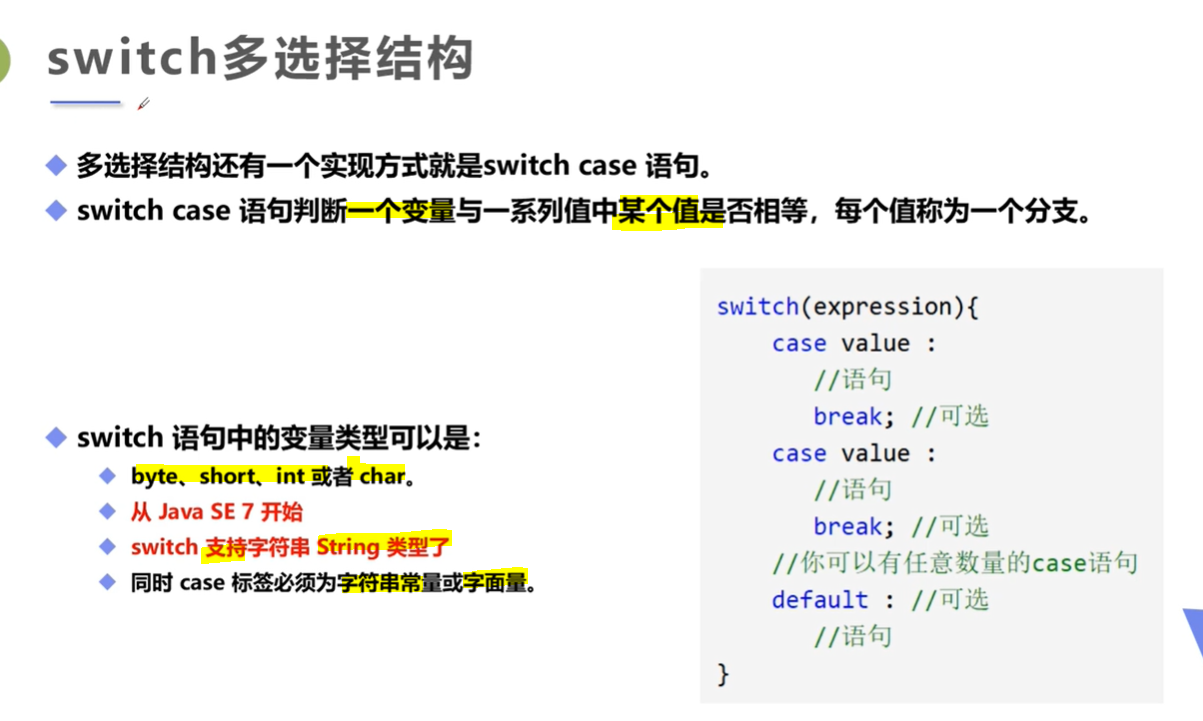 switch多选择结构
多选择结构还有一个实现方式就是switch case 语句。
switch case 语句判断一个变量与一系列值中某个值是否相等，每个值称为一个分支。
switch 语句中的变量类型可以是：
byte、short、int 或者 char。
从 Java SE 7 开始
switch 支持字符串 String 类型了
同时 case 标签必须为字符串常量或字面量。
switch(expression){
    case value :
       //语句
       break; //可选
    case value :
       //语句
       break; //可选
    //你可以有任意数量的case语句
    default : //可选
       //语句
}